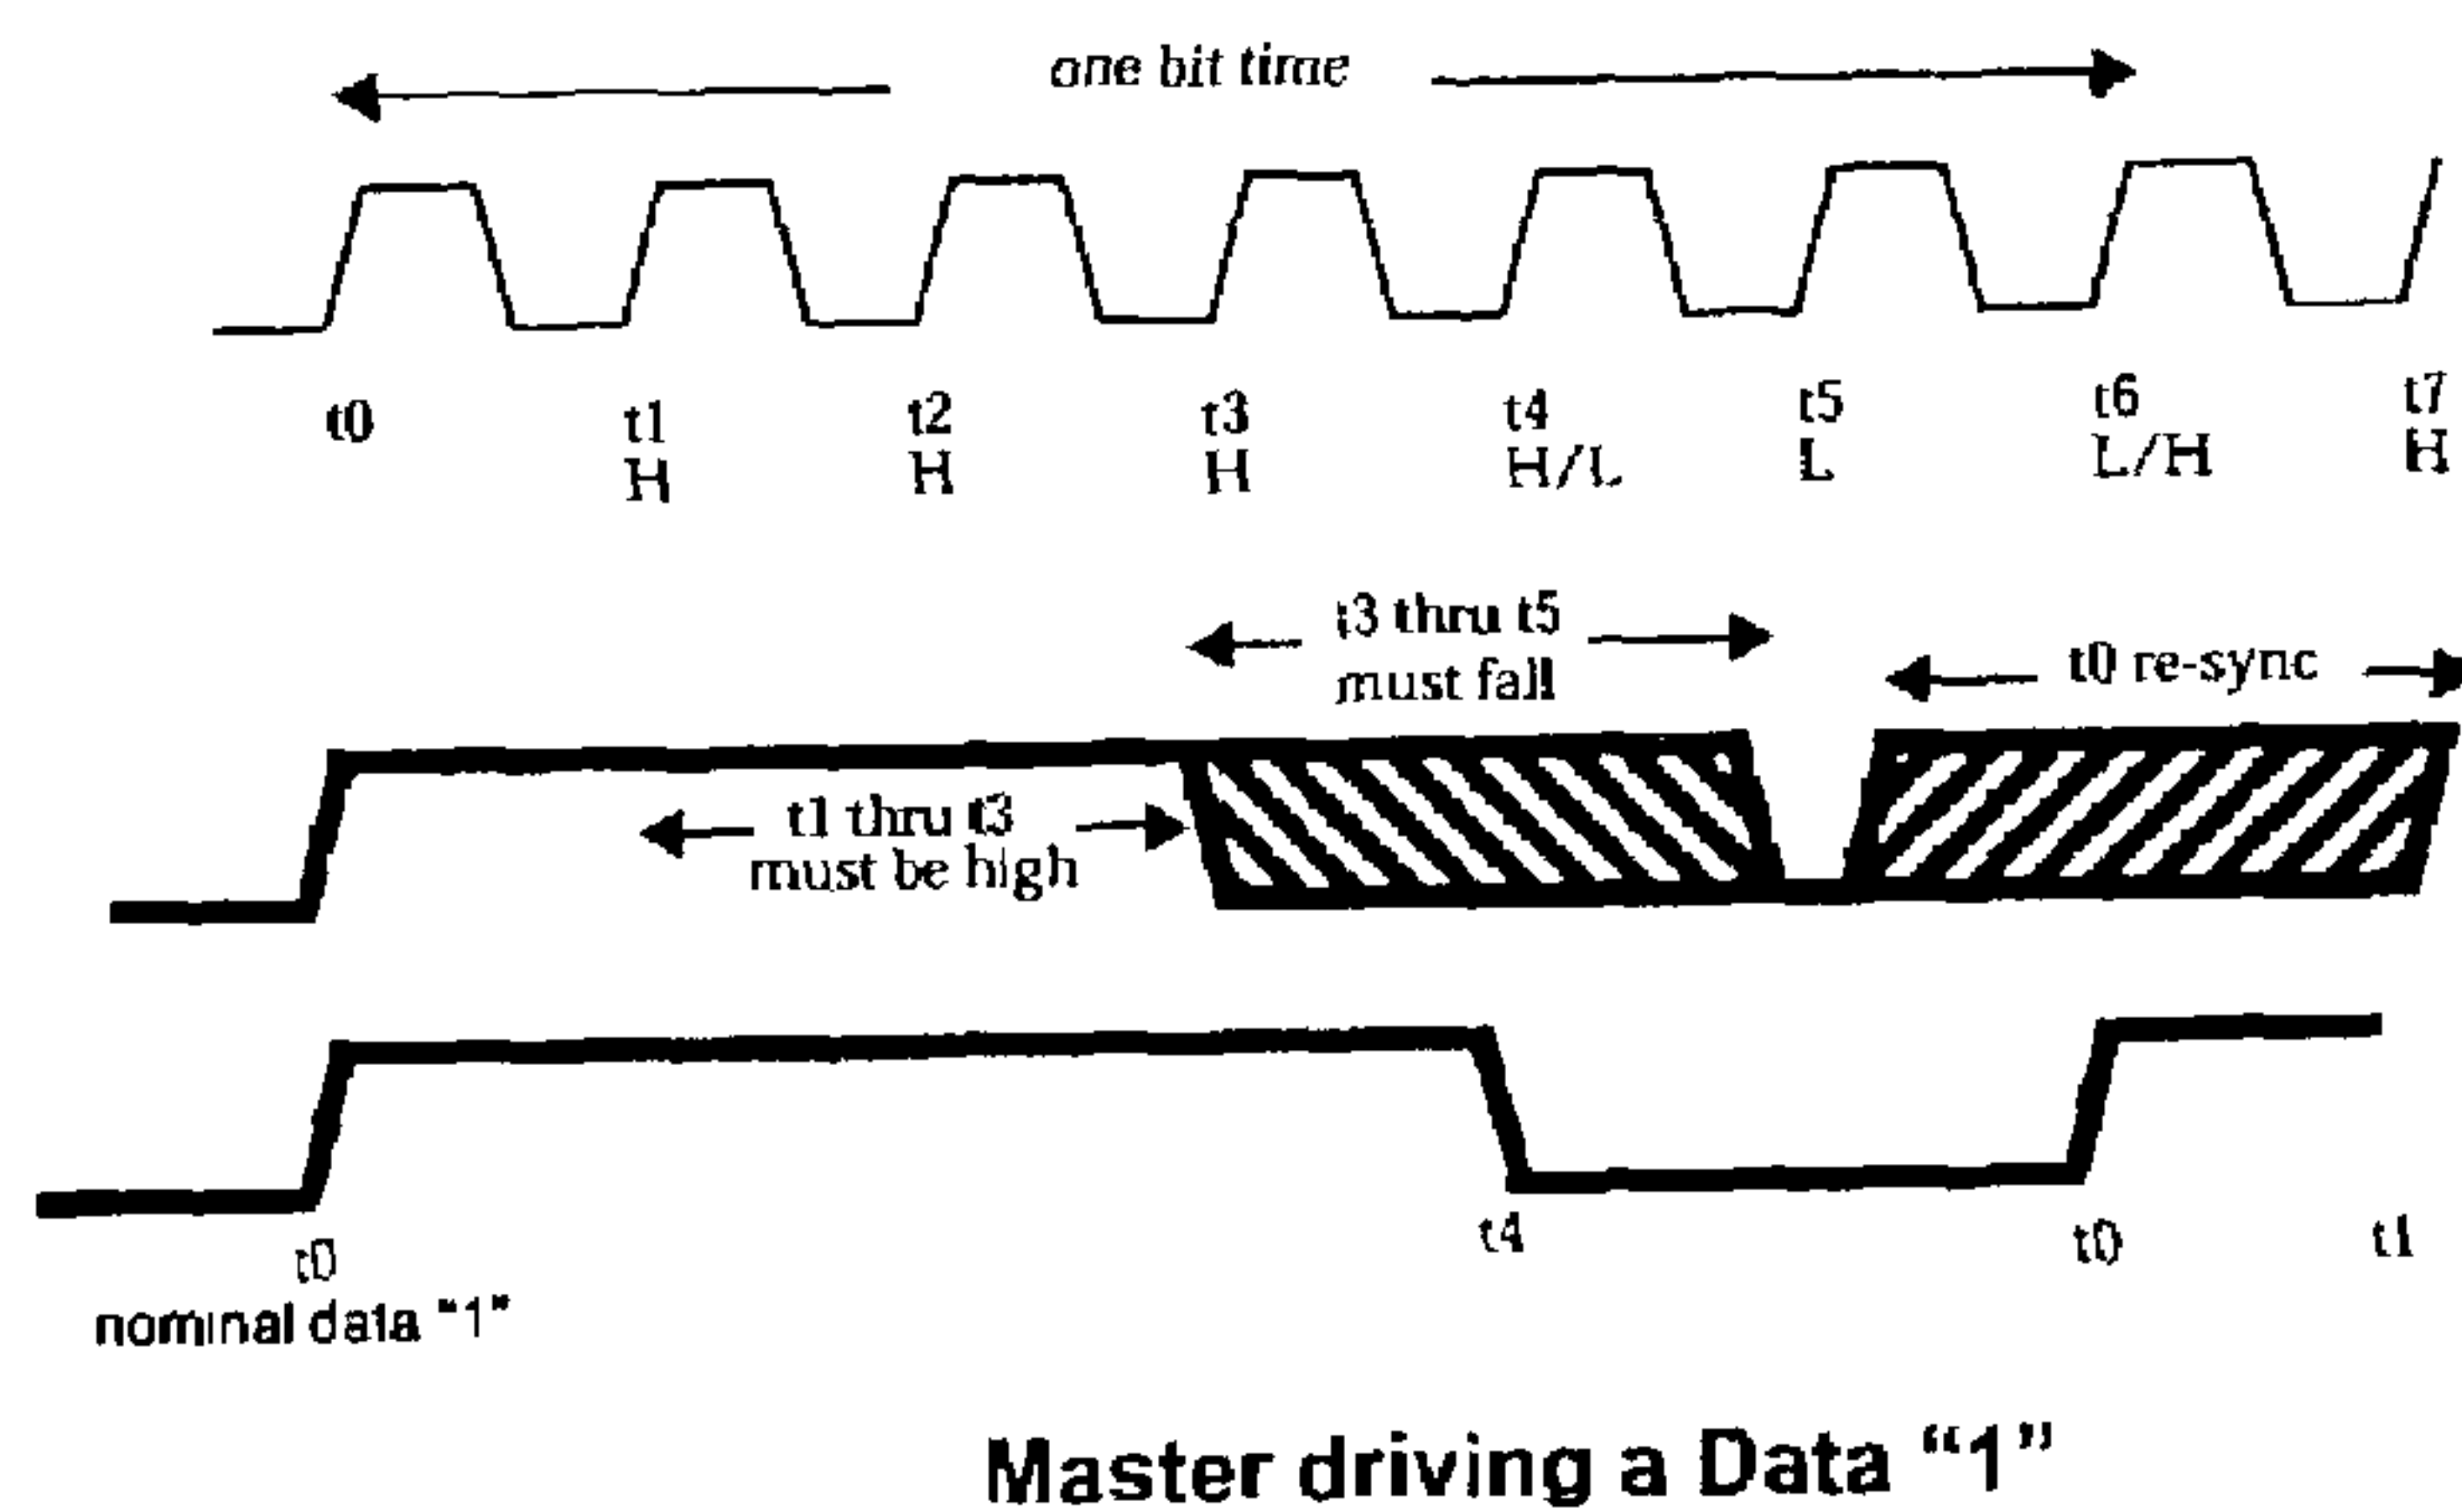 one bit time
t0 t1 t2 t3 t4 t5 t6 t7
H H H H/L L L/H H
t3 thru t5
must fall
t0 re-sync
t1 thru t3
must be high
t4 t0 t1
t0
nominal data "1"
Master driving a Data “1”